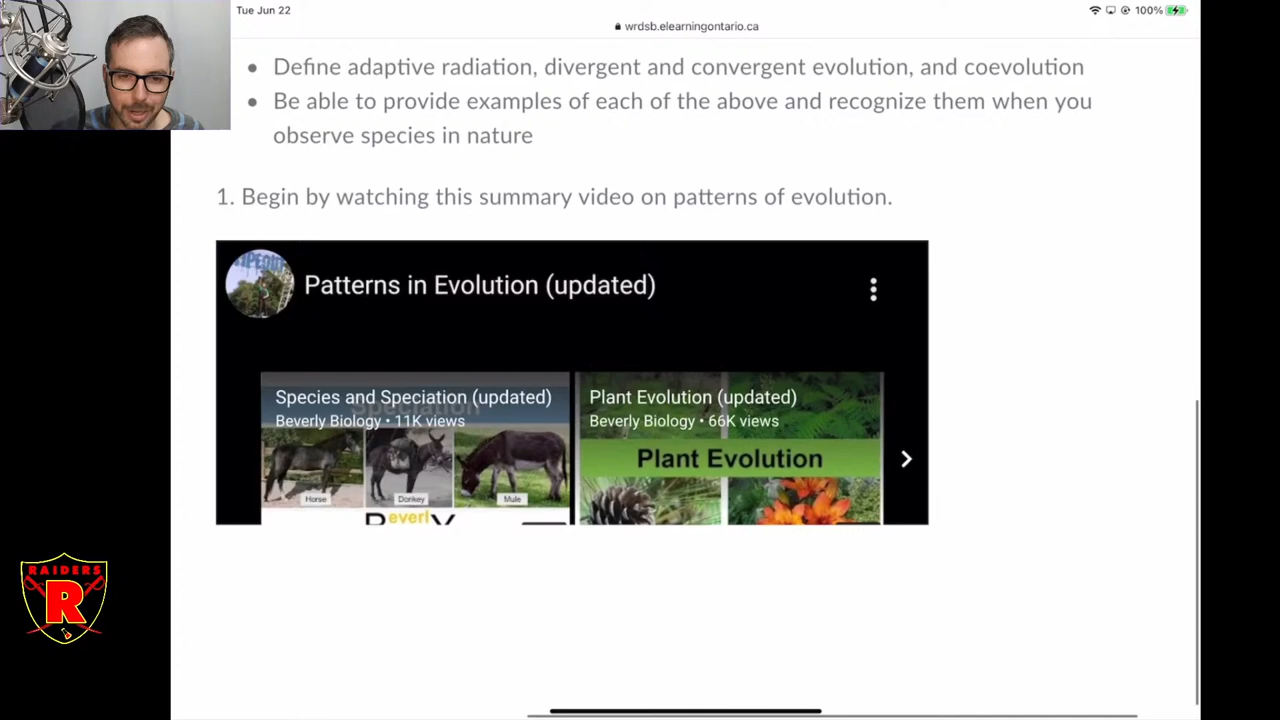 Tue Jun 22
100%
wrdsb.elearningontario.ca
• Define adaptive radiation, divergent and convergent evolution, and coevolution
• Be able to provide examples of each of the above and recognize them when you
observe species in nature
1. Begin by watching this summary video on patterns of evolution.
Patterns in Evolution (updated)
Species and Speciation (updated)
Beverly Biology • 11K views
Speciation
Horse
Donkey
Mule
Plant Evolution (updated)
Beverly Biology • 66K views
Plant Evolution
RAIDERS
R